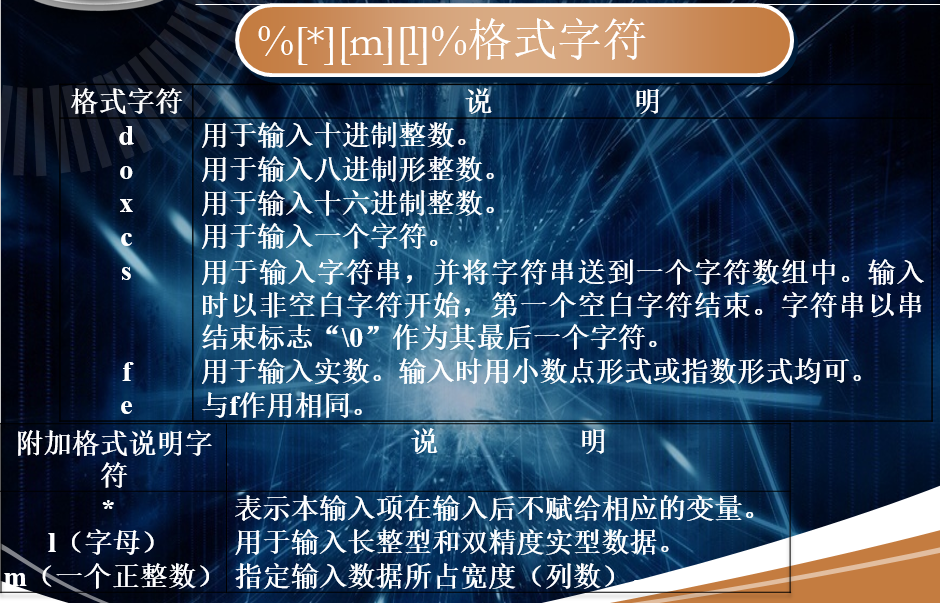 %[*][m][l]%格式字符
格式字符 说 明
d 用于输入十进制整数。
o 用于输入八进制形整数。
x 用于输入十六进制整数。
c 用于输入一个字符。
s 用于输入字符串，并将字符串送到一个字符数组中。输入
时以非空白字符开始，第一个空白字符结束。字符串以串
结束标志“\0”作为其最后一个字符。
f 用于输入实数。输入时用小数点形式或指数形式均可。
e 与f作用相同。
附加格式说明字 说 明
符
* 表示本输入项在输入后不赋给相应的变量。
l（字母） 用于输入长整型和双精度实型数据。
m（一个正整数） 指定输入数据所占宽度（列数）